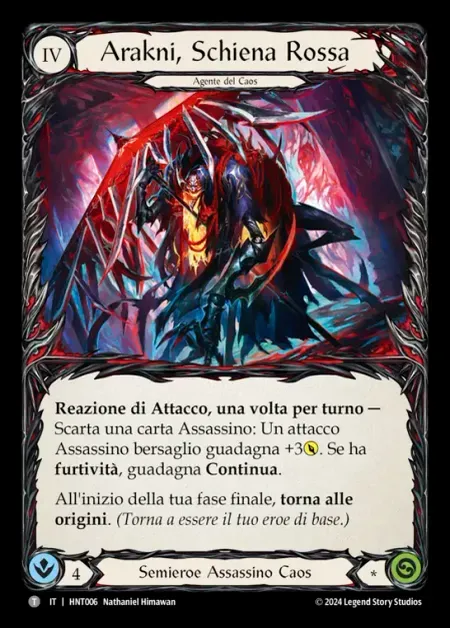 IV
Arakni, Schiena Rossa
Agente del Caos
Reazione di Attacco, una volta per turno —
Scarta una carta Assassino: Un attacco
Assassino bersaglio guadagna +3. Se ha
furtività, guadagna Continua.
All'inizio della tua fase finale, torna alle
origini. (Torna a essere il tuo eroe di base.)
4
Semieroe Assassino Caos
*
T IT | HNT006 Nathaniel Himawan
© 2024 Legend Story Studios